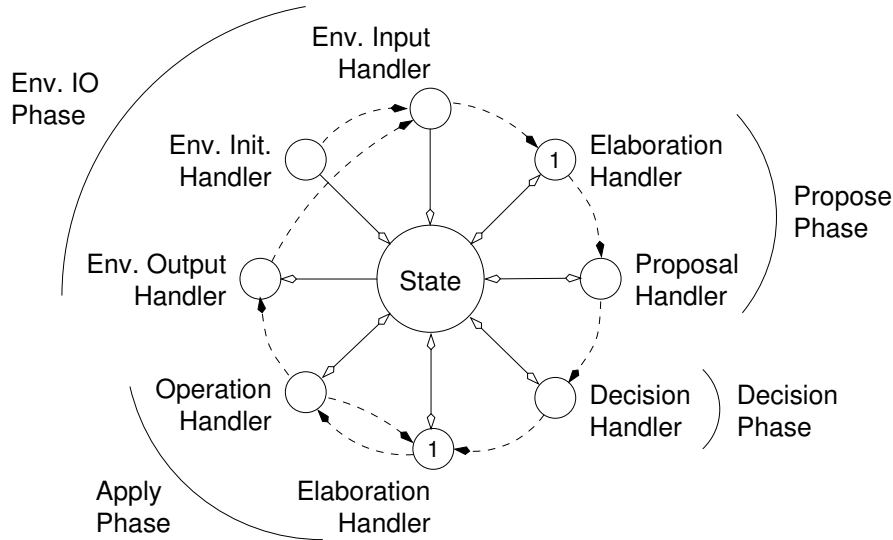 Env. Input
Handler
Env. IO
Phase
Env. Init.
Handler
1
Elaboration
Handler
Propose
Phase
Env. Output
Handler
State
Proposal
Handler
Operation
Handler
Decision
Handler
Decision
Phase
1
Apply
Phase
Elaboration
Handler